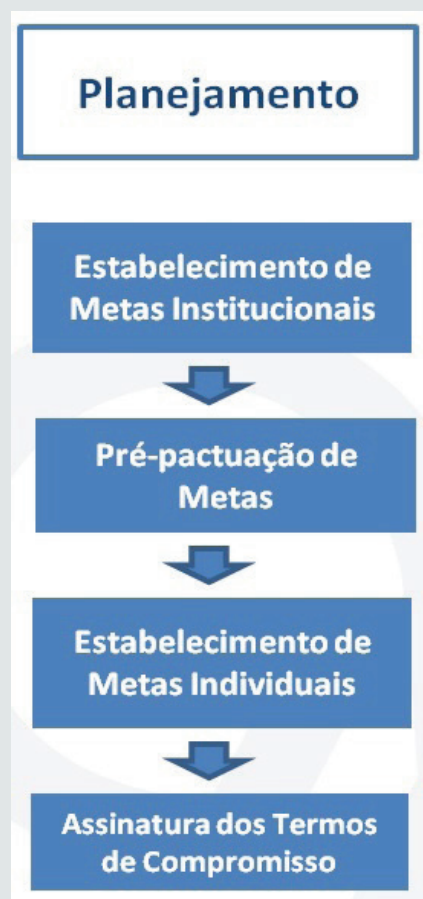 Planejamento
Estabelecimento de
Metas Institucionais
Pré-pactuação de
Metas
Estabelecimento de
Metas Individuais
Assinatura dos Termos
de Compromisso